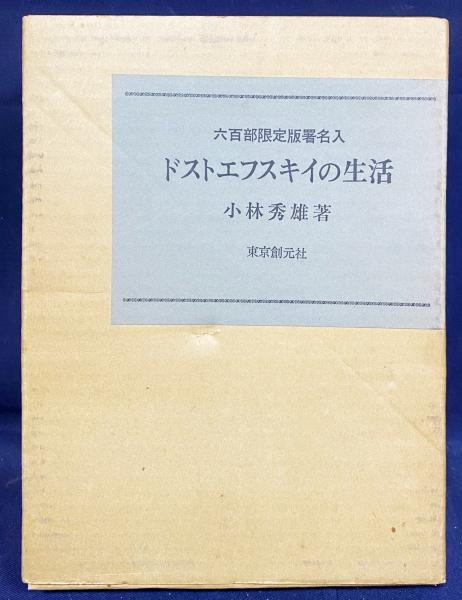 六百部限定版署名入
ドストエフスキイの生活
小林秀雄著
東京創元社